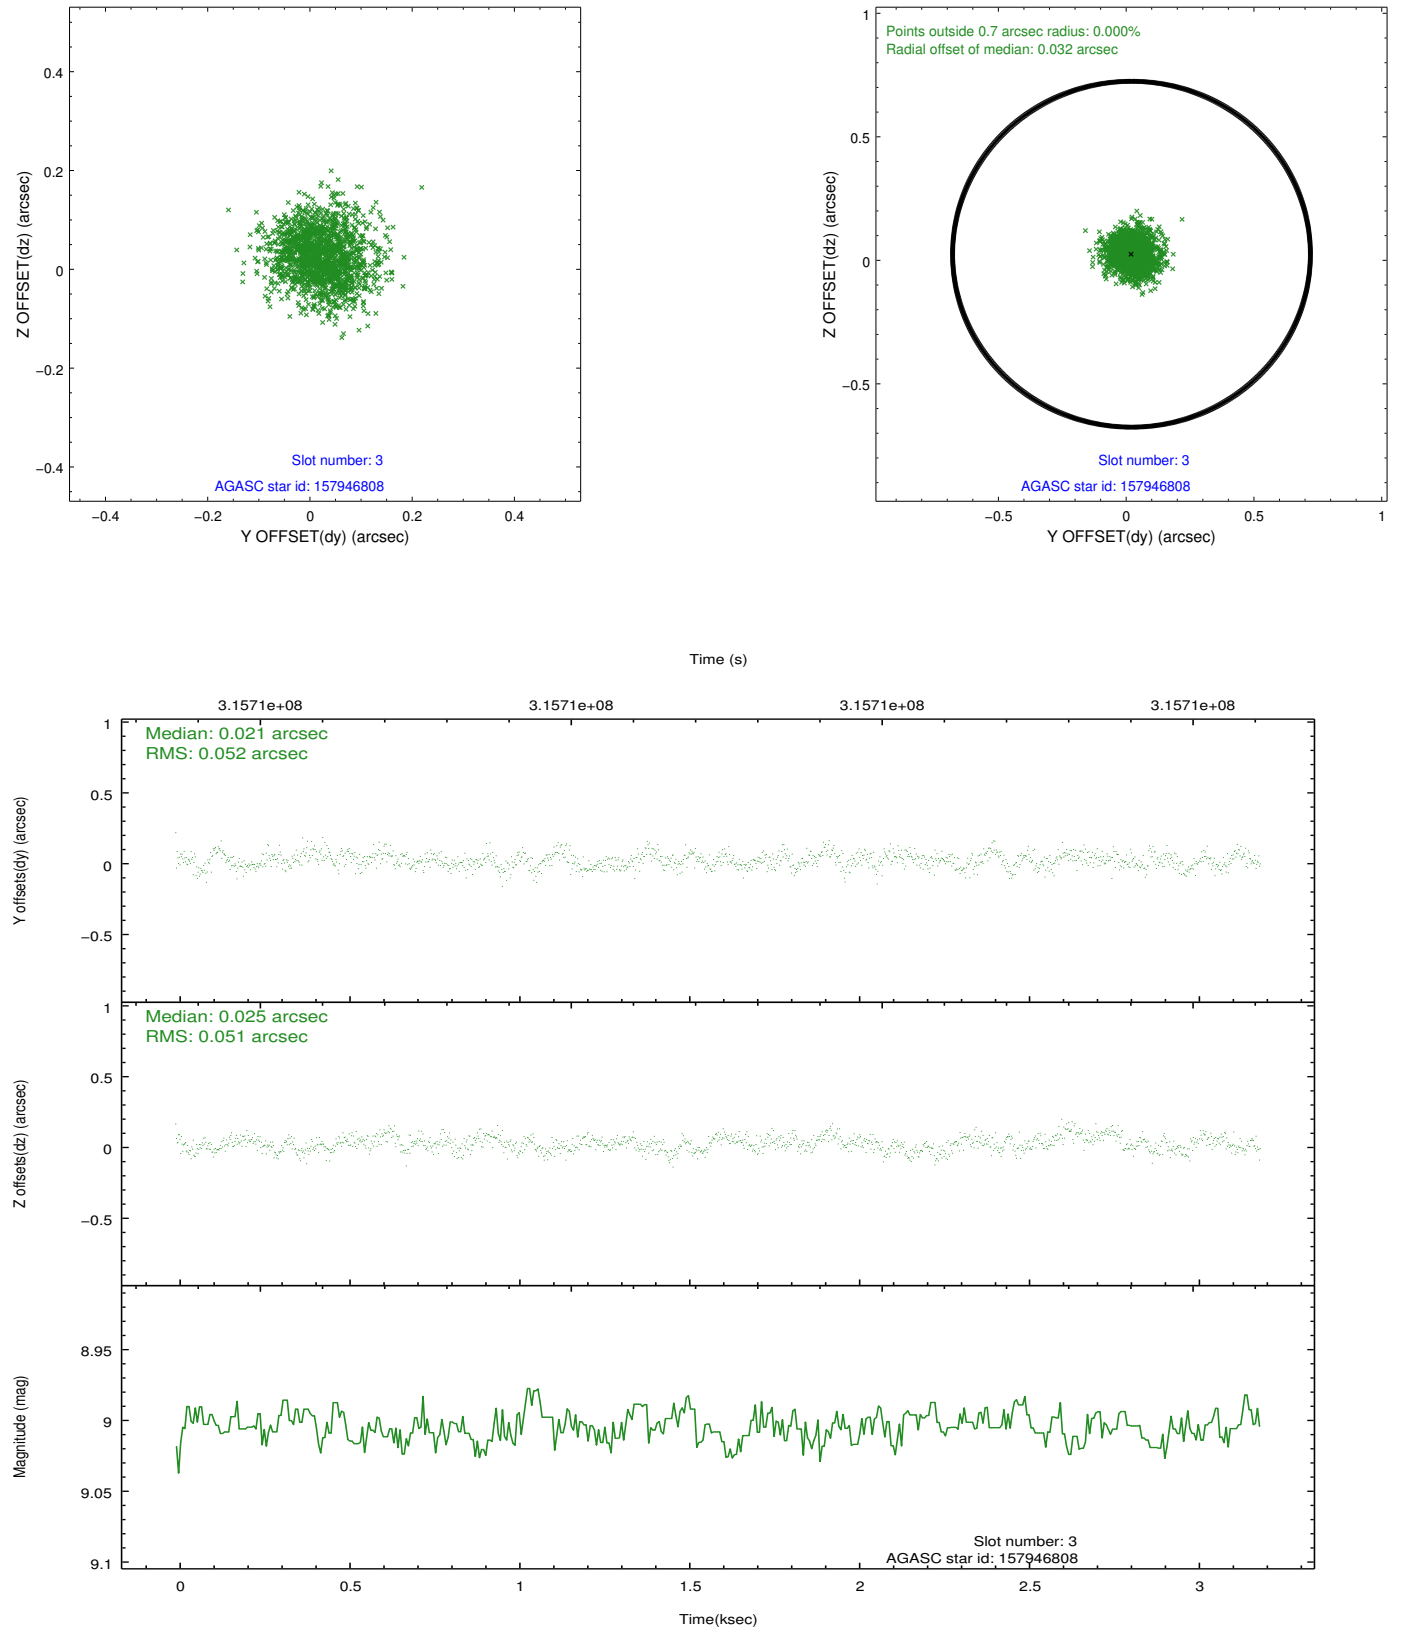 0.4
0.2
0
−0.2
−0.4
Z OFFSET(dz) (arcsec)
Slot number: 3
AGASC star id: 157946808
−0.4 −0.2 0 0.2 0.4
Y OFFSET(dy) (arcsec)
Points outside 0.7 arcsec radius: 0.000%
Radial offset of median: 0.032 arcsec
1
0.5
0
−0.5
Z OFFSET(dz) (arcsec)
Slot number: 3
AGASC star id: 157946808
−0.5 0 0.5 1
Y OFFSET(dy) (arcsec)
Time (s)
3.1571e+08 3.1571e+08 3.1571e+08 3.1571e+08
Median: 0.021 arcsec
RMS: 0.052 arcsec
1
0.5
0
−0.5
Y offsets(dy) (arcsec)
Median: 0.025 arcsec
RMS: 0.051 arcsec
1
0.5
0
−0.5
Z offsets(dz) (arcsec)
8.95
9
9.05
9.1
Magnitude (mag)
Slot number: 3
AGASC star id: 157946808
0 0.5 1 1.5 2 2.5 3
Time(ksec)